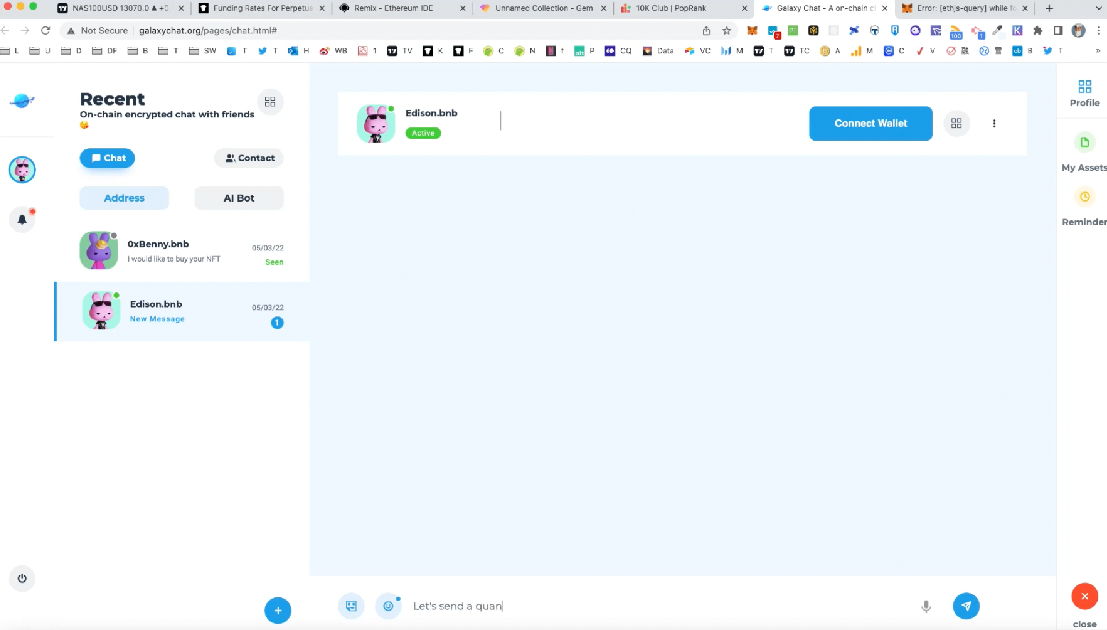 NAS100USD 13070.0 ▲ +0
Funding Rates For Perpetua
Remix - Ethereum IDE
Unnamed Collection - Gem
10K Club | PopRank
Galaxy Chat - A on-chain c
Error: [ethjs-query] while fo
Not Secure | galaxychat.org/pages/chat.html#
L U D DF B T SW T T H WB 1 TV K F C N t P CQ Data VC M T TC A M C V B T »
Recent
On-chain encrypted chat with friends
Chat
Contact
Address
AI Bot
0xBenny.bnb
05/03/22
I would like to buy your NFT
Seen
Edison.bnb
05/03/22
New Message
1
Edison.bnb
Active
Connect Wallet
Profile
My Assets
Reminder
Let's send a quan
close